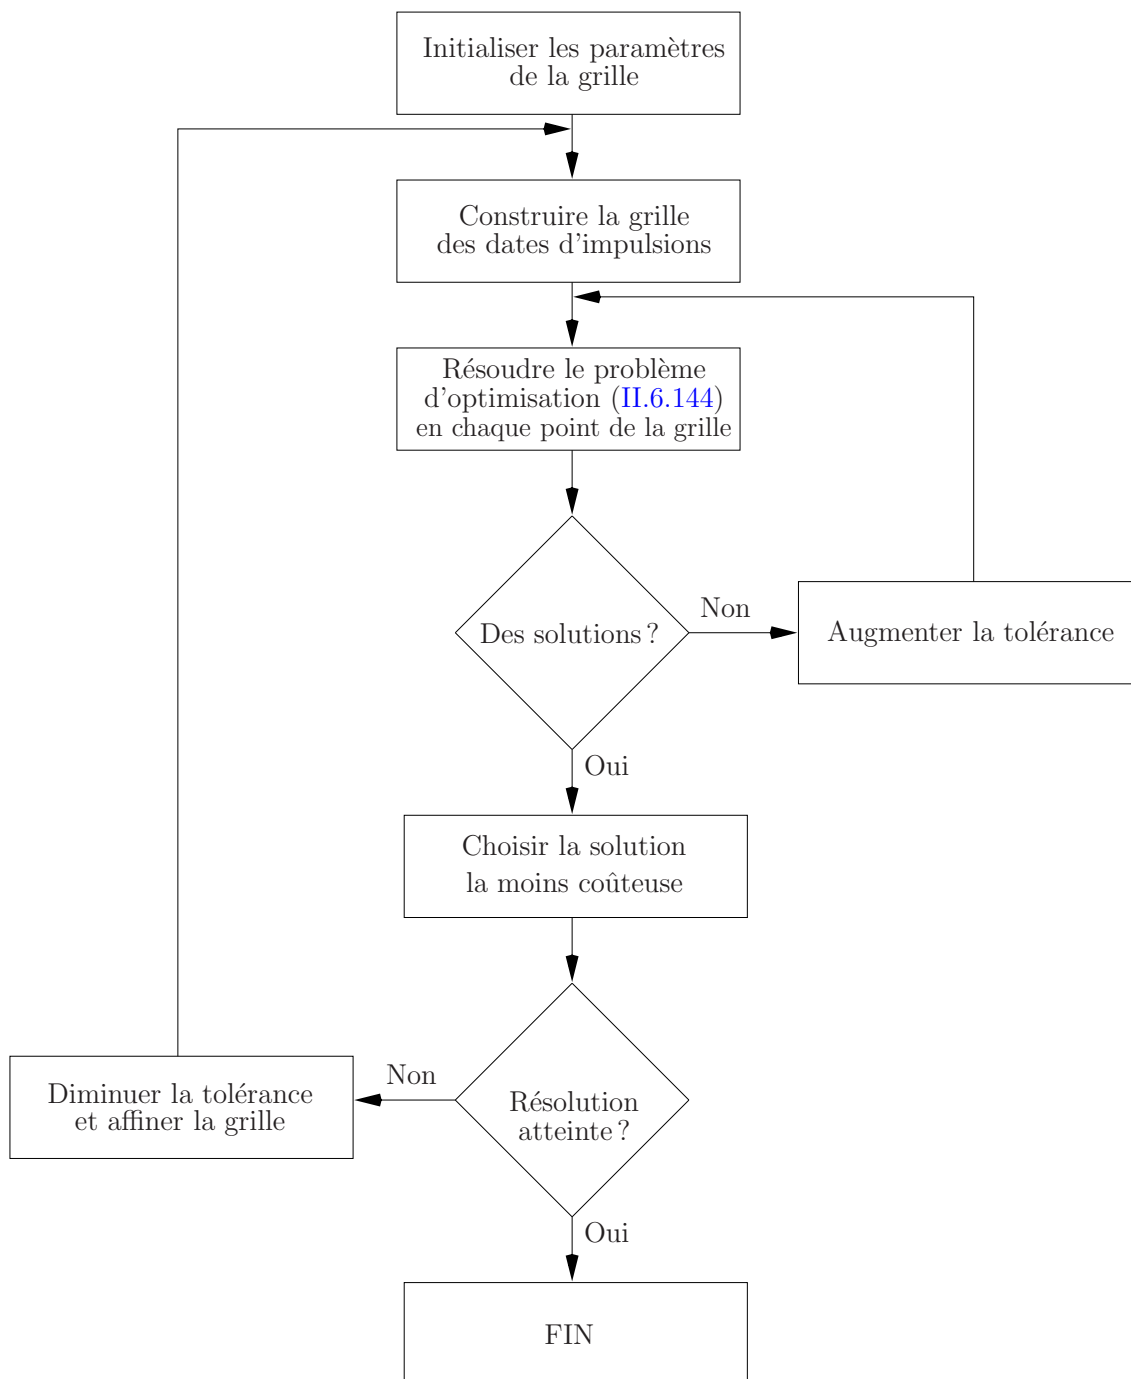 Initialiser les paramètres
de la grille
Construire la grille
des dates d'impulsions
Résoudre le problème
d'optimisation (II.6.144)
en chaque point de la grille
Des solutions ?
Non
Augmenter la tolérance
Oui
Choisir la solution
la moins coûteuse
Résolution
atteinte ?
Non
Diminuer la tolérance
et affiner la grille
Oui
FIN